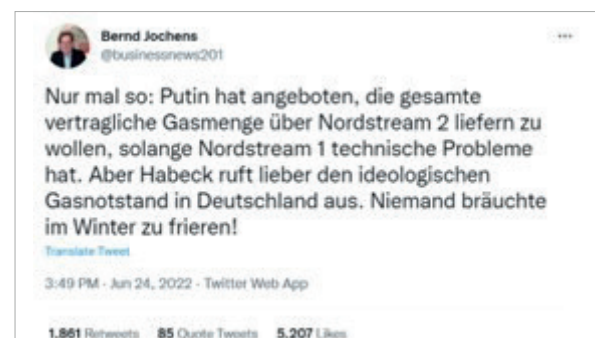 Bernd Jochens
@businessnews201
Nur mal so: Putin hat angeboten, die gesamte
vertragliche Gasmenge über Nordstream 2 liefern zu
wollen, solange Nordstream 1 technische Probleme
hat. Aber Habeck ruft lieber den ideologischen
Gasnotstand in Deutschland aus. Niemand bräuchte
im Winter zu frieren!
Translate Tweet
3:49 PM · Jun 24, 2022 · Twitter Web App
1.861 Retweets 85 Quote Tweets 5.207 Likes